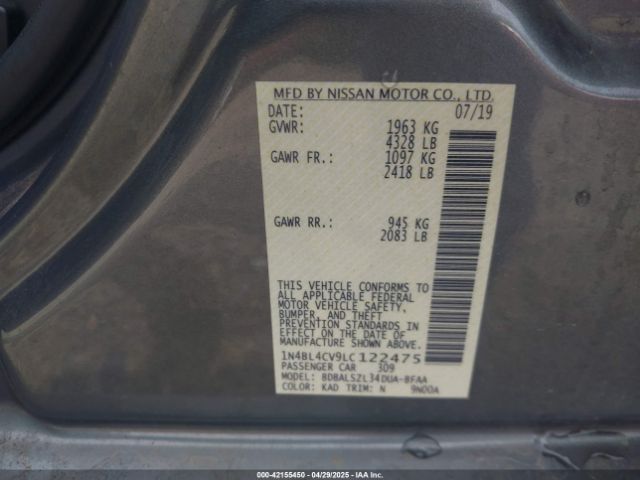 MFD BY NISSAN MOTOR CO., LTD.
DATE: 07/19
GVWR: 1963 KG
4328 LB
GAWR FR.: 1097 KG
2418 LB
GAWR RR.: 945 KG
2083 LB
THIS VEHICLE CONFORMS TO
ALL APPLICABLE FEDERAL
MOTOR VEHICLE SAFETY,
BUMPER, AND THEFT
PREVENTION STANDARDS
IN EFFECT ON THE DATE
OF MANUFACTURE
SHOWN ABOVE.
1N4BL4CV9LC122475
PASSENGER CAR 309
MODEL: BDBALSZL34DUA-BFAA
COLOR: KAD TRIM: N 9N00A
000-42155450 - 04/29/2025 - IAAI.com